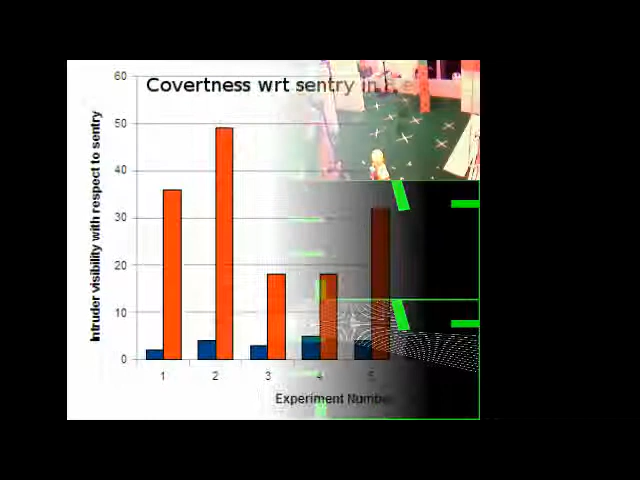 Covertness wrt sentry in
Intruder visibility with respect to sentry
60
50
40
30
20
10
0
1 2 3 4 5
Experiment Number